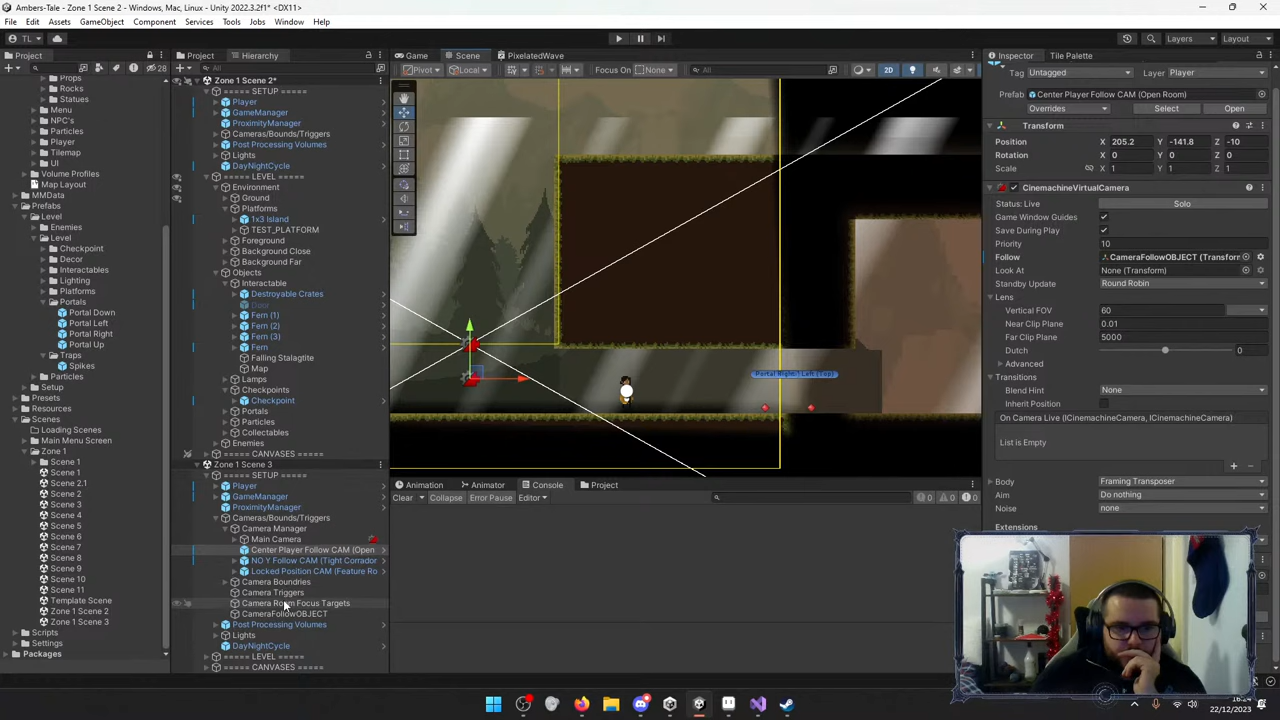 Ambers-Tale - Zone 1 Scene 2 - Windows, Mac, Linux - Unity 2022.3.2f1* <DX11>
File Edit Assets GameObject Component Services Tools Jobs Window Help
TL Layers Layout
Project
28
Props
Rocks
Statues
Menu
NPC's
Particles
Player
Tilemap
UI
Volume Profiles
Map Layout
MMData
Prefabs
Level
Enemies
Level
Checkpoint
Decor
Interactables
Lighting
Platforms
Portals
Portal Down
Portal Left
Portal Right
Portal Up
Traps
Spikes
Particles
Setup
Presets
Resources
Scenes
Loading Scenes
Main Menu Screen
Zone 1
Scene 1
Scene 1
Scene 2.1
Scene 2
Scene 3
Scene 4
Scene 5
Scene 6
Scene 7
Scene 8
Scene 9
Scene 10
Scene 11
Template Scene
Zone 1 Scene 2
Zone 1 Scene 3
Scripts
Settings
Packages
Project Hierarchy
All
Zone 1 Scene 2*
===== SETUP =====
Player
GameManager
ProximityManager
Cameras/Bounds/Triggers
Post Processing Volumes
Lights
DayNightCycle
===== LEVEL =====
Environment
Ground
Platforms
1x3 Island
TEST_PLATFORM
Foreground
Background Close
Background Far
Objects
Interactable
Destroyable Crates
Door
Fern (1)
Fern (2)
Fern (3)
Fern
Falling Stalagtite
Map
Lamps
Checkpoints
Checkpoint
Portals
Particles
Collectables
Enemies
===== CANVASES =====
Zone 1 Scene 3
===== SETUP =====
Player
GameManager
ProximityManager
Cameras/Bounds/Triggers
Camera Manager
Main Camera
Center Player Follow CAM (Open
NO Y Follow CAM (Tight Corrador
Locked Position CAM (Feature Ro
Camera Boundries
Camera Triggers
Camera Room Focus Targets
CameraFollowOBJECT
Post Processing Volumes
Lights
DayNightCycle
===== LEVEL =====
===== CANVASES =====
Game Scene PixelatedWave
Pivot Local Focus On None All 2D
Portal Right - Left (Top)
Animation Animator Console Project
Clear Collapse Error Pause Editor 0 0 0
Inspector Tile Palette
Tag Untagged Layer Player
Prefab Center Player Follow CAM (Open Room)
Overrides Select Open
Transform
Position X 205.2 Y -141.8 Z -10
Rotation X 0 Y 0 Z 0
Scale X 1 Y 1 Z 1
CinemachineVirtualCamera
Status: Live Solo
Game Window Guides
Save During Play
Priority 10
Follow CameraFollowOBJECT (Transform
Look At None (Transform)
Standby Update Round Robin
Lens
Vertical FOV 60
Near Clip Plane 0.01
Far Clip Plane 5000
Dutch 0
Advanced
Transitions
Blend Hint None
Inherit Position
On Camera Live (ICinemachineCamera, ICinemachineCamera)
List is Empty
Body Framing Transposer
Aim Do nothing
Noise none
Extensions
22/12/2023